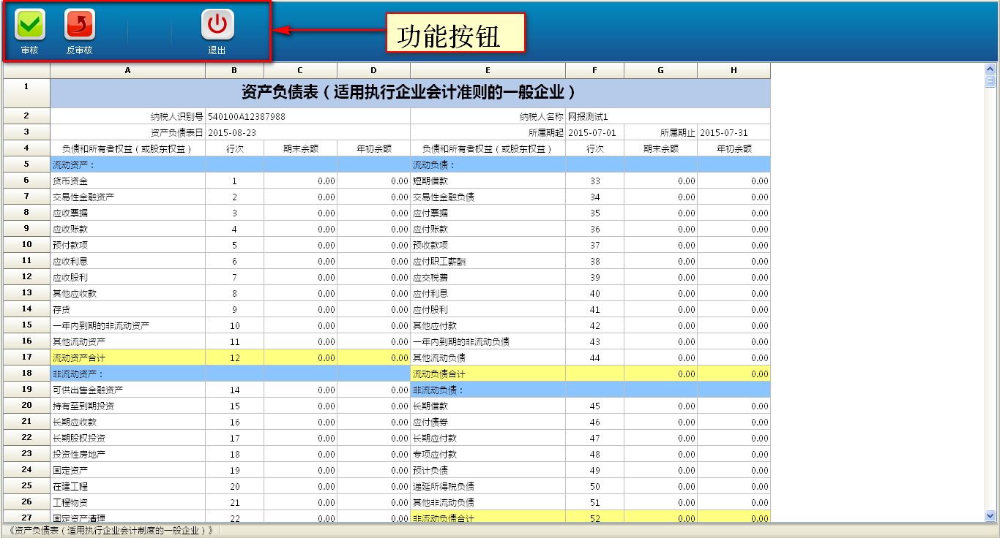 审核 反审核 退出
功能按钮
A B C D E F G H
1 资产负债表（适用执行企业会计准则的一般企业）
2 纳税人识别号 540100A12387988 纳税人名称 网报测试1
3 资产负债表日 2015-08-23 所属期起 2015-07-01 所属期止 2015-07-31
4 负债和所有者权益（或股东权益） 行次 期末余额 年初余额 负债和所有者权益（或股东权益） 行次 期末余额 年初余额
5 流动资产： 流动负债：
6 货币资金 1 0.00 0.00 短期借款 33 0.00 0.00
7 交易性金融资产 2 0.00 0.00 交易性金融负债 34 0.00 0.00
8 应收票据 3 0.00 0.00 应付票据 35 0.00 0.00
9 应收账款 4 0.00 0.00 应付账款 36 0.00 0.00
10 预付款项 5 0.00 0.00 预收款项 37 0.00 0.00
11 应收利息 6 0.00 0.00 应付职工薪酬 38 0.00 0.00
12 应收股利 7 0.00 0.00 应交税费 39 0.00 0.00
13 其他应收款 8 0.00 0.00 应付利息 40 0.00 0.00
14 存货 9 0.00 0.00 应付股利 41 0.00 0.00
15 一年内到期的非流动资产 10 0.00 0.00 其他应付款 42 0.00 0.00
16 其他流动资产 11 0.00 0.00 一年内到期的非流动负债 43 0.00 0.00
17 流动资产合计 12 0.00 0.00 其他流动负债 44 0.00 0.00
18 非流动资产： 流动负债合计 0.00 0.00
19 可供出售金融资产 14 0.00 0.00 非流动负债：
20 持有至到期投资 15 0.00 0.00 长期借款 45 0.00 0.00
21 长期应收款 16 0.00 0.00 应付债券 46 0.00 0.00
22 长期股权投资 17 0.00 0.00 长期应付款 47 0.00 0.00
23 投资性房地产 18 0.00 0.00 专项应付款 48 0.00 0.00
24 固定资产 19 0.00 0.00 预计负债 49 0.00 0.00
25 在建工程 20 0.00 0.00 递延所得税负债 50 0.00 0.00
26 工程物资 21 0.00 0.00 其他非流动负债 51 0.00 0.00
27 固定资产清理 22 0.00 0.00 非流动负债合计 52 0.00 0.00
《资产负债表（适用执行企业会计制度的一般企业）》